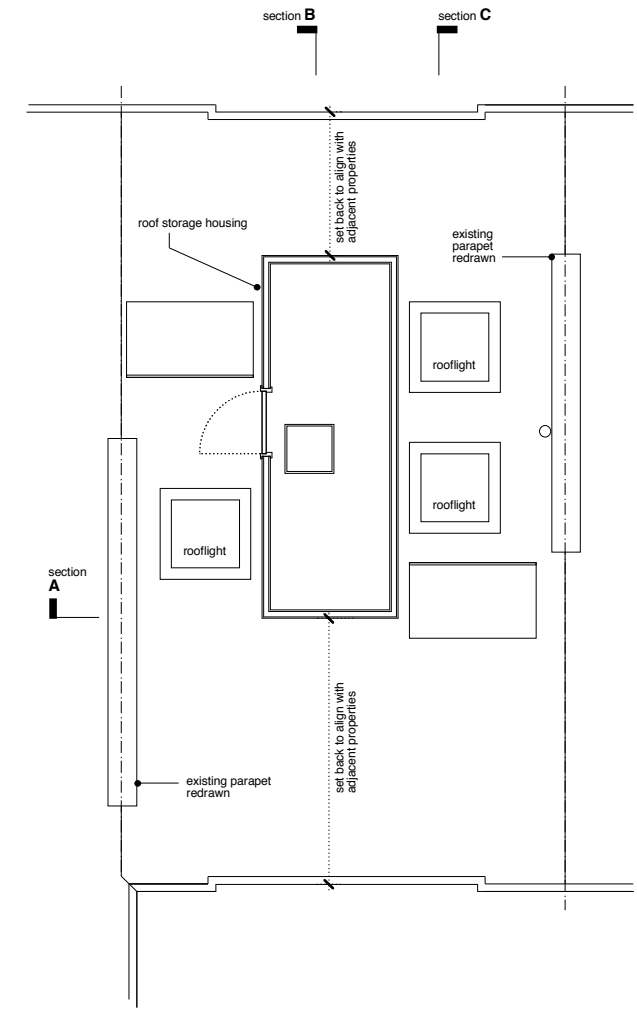 section B
section C
set back to align with
adjacent properties
roof storage housing
existing
parapet
redrawn
rooflight
rooflight
rooflight
section
A
set back to align with
adjacent properties
existing parapet
redrawn